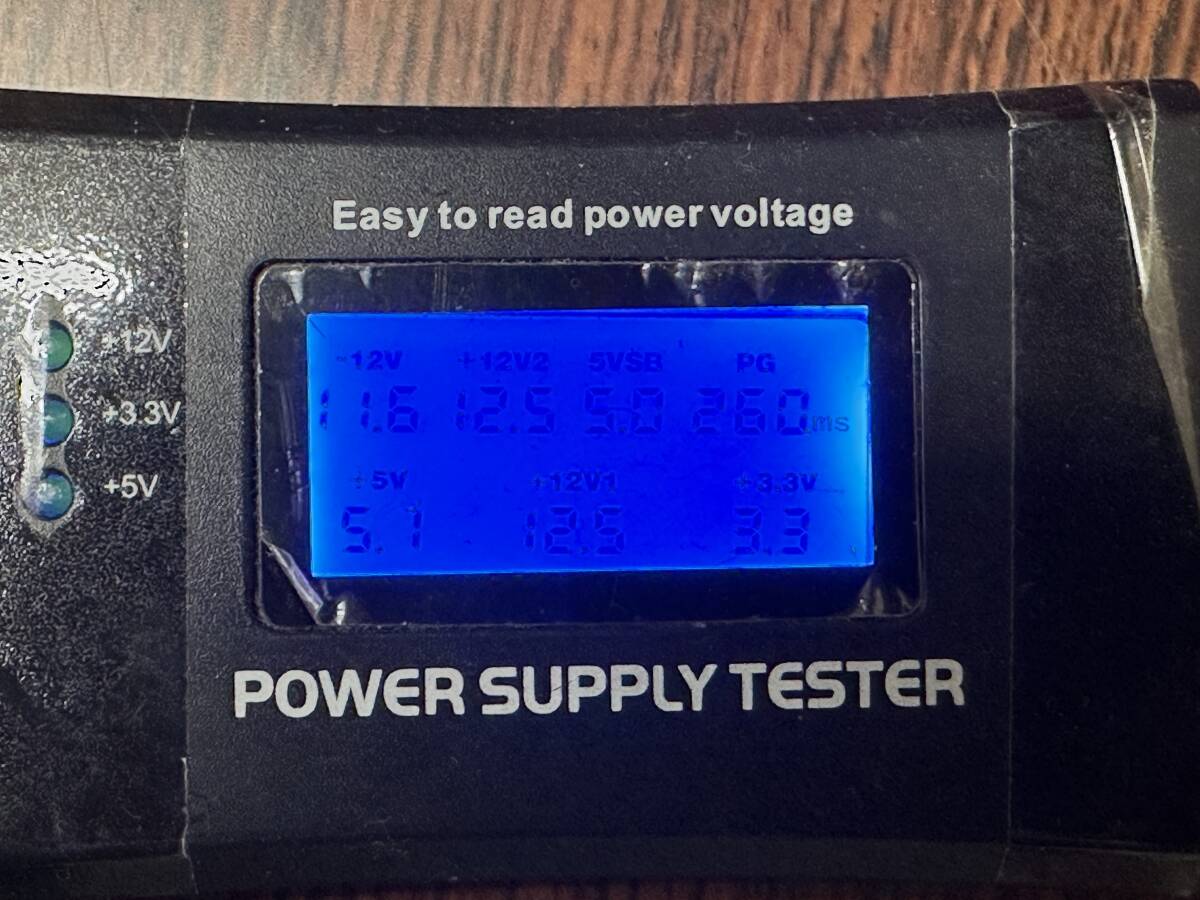 Easy to read power voltage
+12V
-12V +12V2 5VSB PG
11.6 12.5 5.0 260ms
+3.3V
+5V
+5V +12V1 +3.3V
5.1 12.5 3.3
POWER SUPPLY TESTER